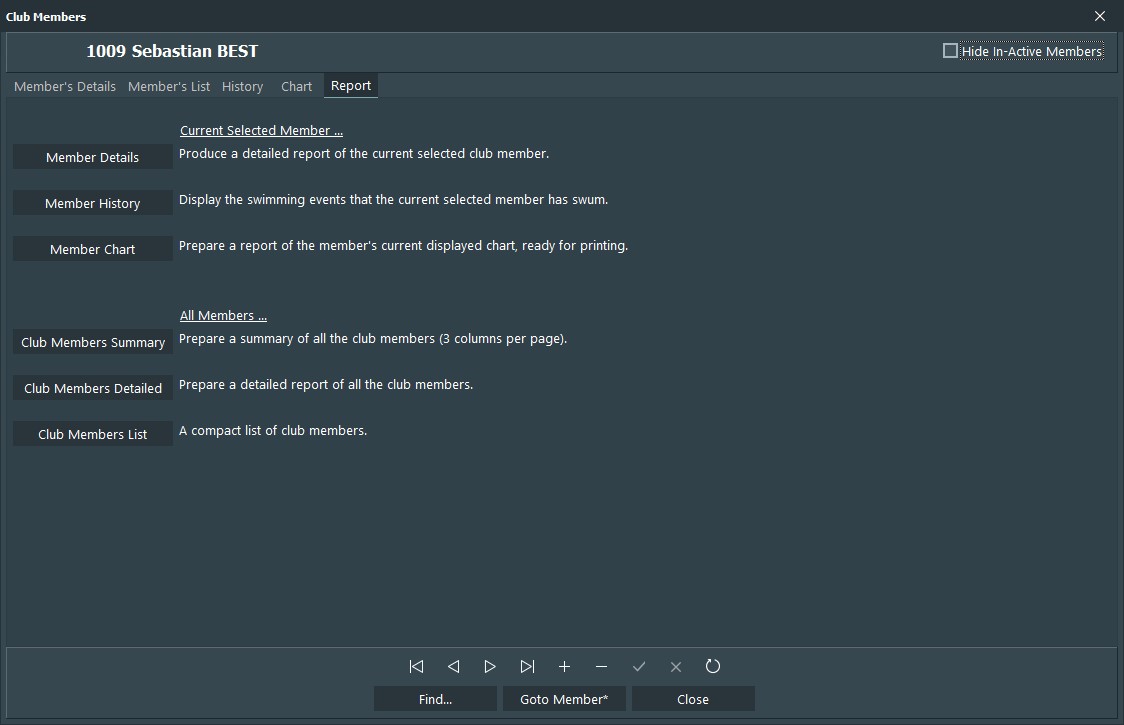 Club Members
1009 Sebastian BEST
Hide In-Active Members
Member's Details Member's List History Chart Report
Current Selected Member ...
Member Details Produce a detailed report of the current selected club member.
Member History Display the swimming events that the current selected member has swum.
Member Chart Prepare a report of the member's current displayed chart, ready for printing.
All Members ...
Club Members Summary Prepare a summary of all the club members (3 columns per page).
Club Members Detailed Prepare a detailed report of all the club members.
Club Members List A compact list of club members.
Find... Goto Member* Close